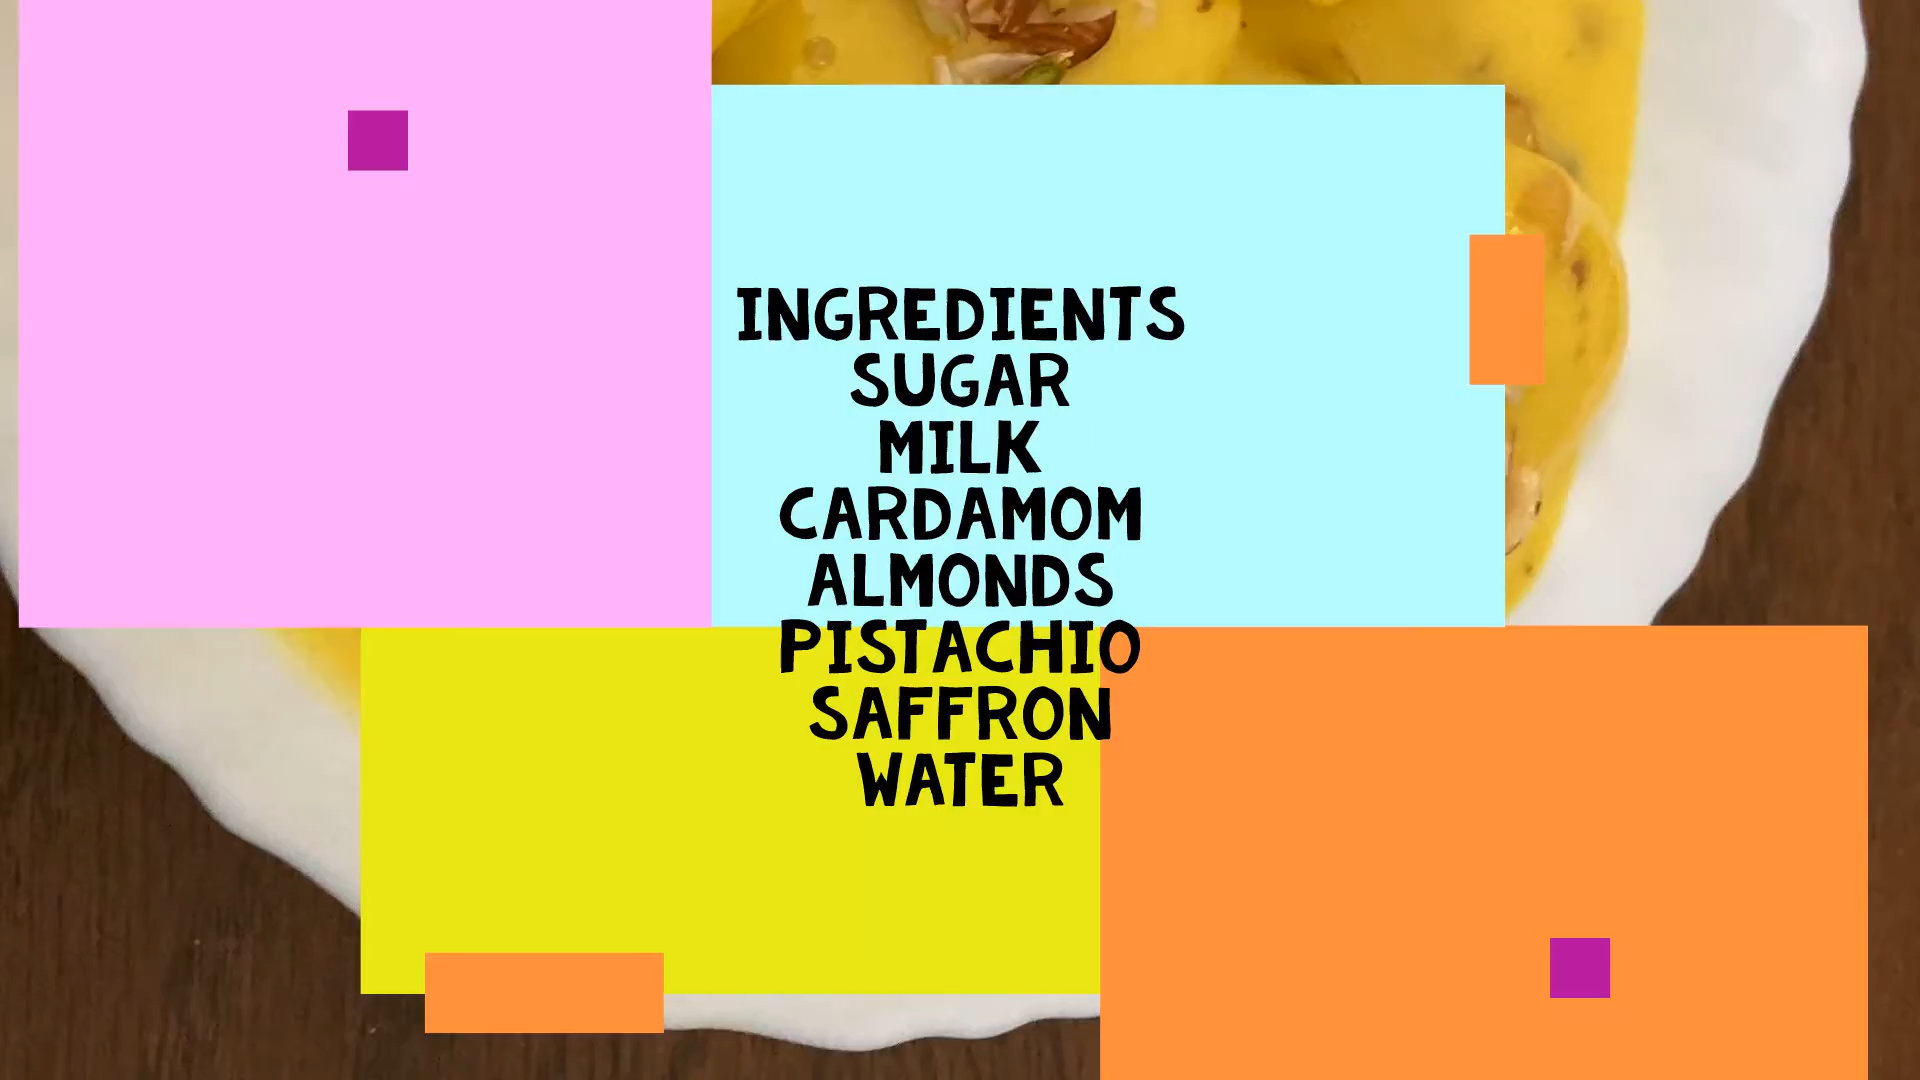 INGREDIENTS
SUGAR
MILK
CARDAMOM
ALMONDS
PISTACHIO
SAFFRON
WATER